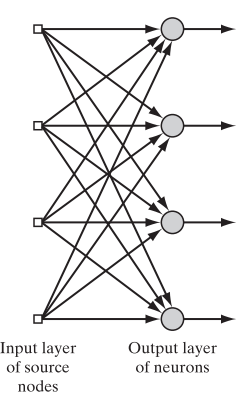 Input layer
of source
nodes
Output layer
of neurons